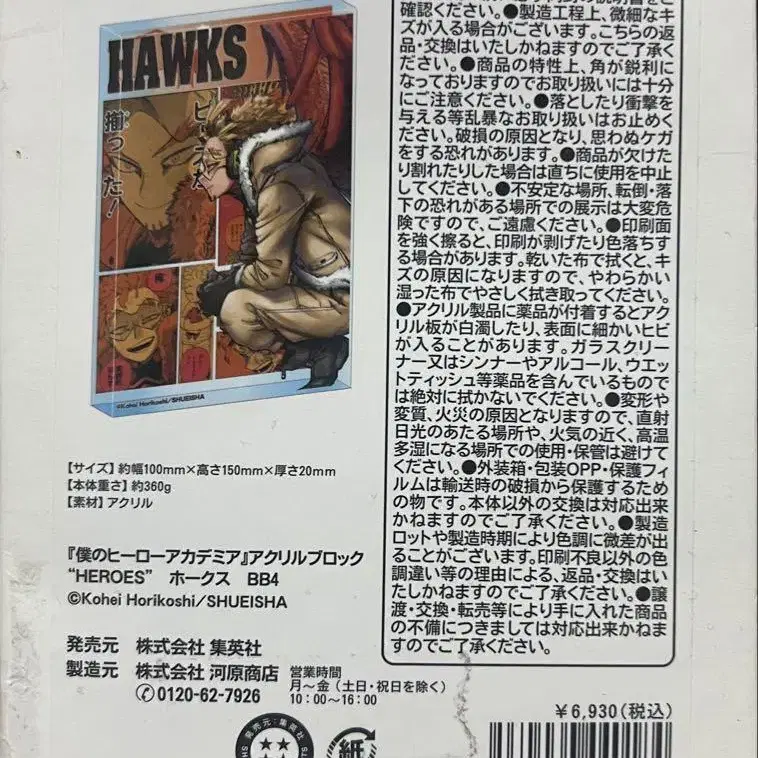 HAWKS
揃った!
©Kohei Horikoshi/SHUEISHA
【サイズ】約幅100mm×高さ150mm×厚さ20mm
【本体重さ】約360g
【素材】アクリル
『僕のヒーローアカデミア』アクリルブロック
“HEROES” ホークス BB4
©Kohei Horikoshi/SHUEISHA
発売元 株式会社 集英社
製造元 株式会社 河原商店
0120-62-7926
営業時間
月〜金(土日・祝日を除く)
10:00〜16:00
確認ください。●製造工程上、微細なキ
ズが入る場合がございます。こちらの返
品・交換はいたしかねますのでご了承く
ださい。●商品の特性上、角が鋭利に
なっておりますのでお取り扱いには十分
にご注意ください。●落としたり衝撃を
与える等乱暴なお取り扱いはお止めく
ださい。破損の原因となり、思わぬケガ
をする恐れがあります。●商品が欠けた
り割れたりした場合は直ちに使用を中止
してください。●不安定な場所、転倒・落
下の恐れがある場所での展示は大変危
険ですので、ご遠慮ください。●印刷面
を強く擦ると、印刷が剥げたり色落ちす
る場合があります。乾いた布で拭くと、キ
ズの原因になりますので、やわらかい
湿った布でやさしく拭き取ってください。
●アクリル製品に薬品が付着するとアク
リル板が白濁したり、表面に細かいヒビ
が入ることがあります。ガラスクリー
ナー又はシンナーやアルコール、ウエッ
トティッシュ等薬品を含んでいるもので
は絶対に拭かないでください。●変形や
変質、火災の原因となりますので、直射
日光のあたる場所や、火気の近く、高温
多湿になる場所での使用・保管は避けて
ください。●外装箱・包装OPP・保護フィ
ルムは輸送時の破損から保護するため
の物です。本体以外の交換は対応出来
かねますのでご了承ください。●製造
ロットや製造時期により色調に微差が出
ることがございます。印刷不良以外の色
調違い等の理由による、返品・交換はい
たしかねますのでご了承ください。●譲
渡・交換・転売等により手に入れた商品
の不備につきましては対応出来かねま
すのでご了承ください。
¥6,930(税込)
発売元:集英社
紙